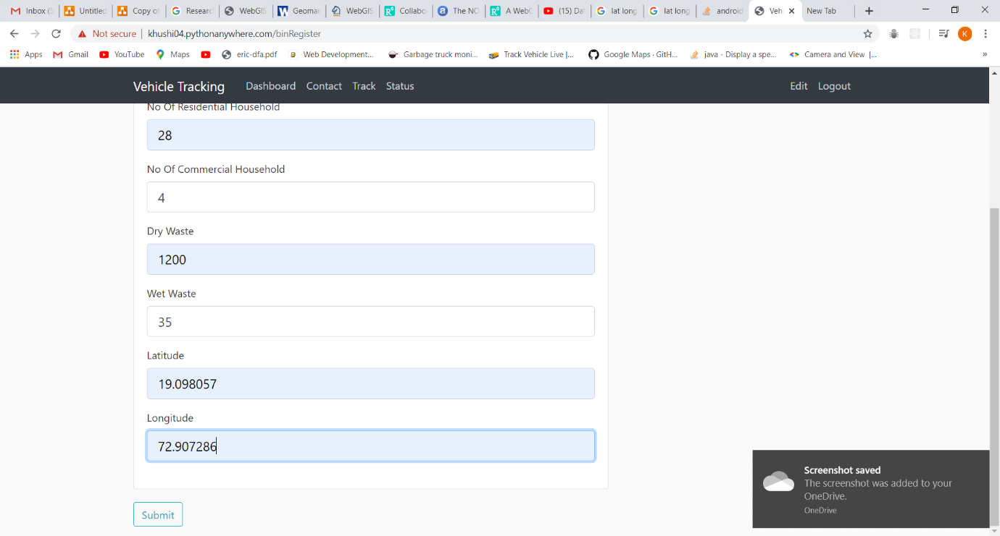 Inbox (5 Untitled Copy of Researc WebGIS Geomar WebGIS Collabo The NO A WebG (15) Dat lat long lat long android Veh New Tab
Not secure | khushi04.pythonanywhere.com/binRegister K
Apps Gmail YouTube Maps eric-dfa.pdf Web Development... Garbage truck moni... Track Vehicle Live |... Google Maps · GitH... java - Display a spe... Camera and View |... »
Vehicle Tracking Dashboard Contact Track Status Edit Logout
No Of Residential Household
28
No Of Commercial Household
4
Dry Waste
1200
Wet Waste
35
Latitude
19.098057
Longitude
72.907286
Submit
Screenshot saved
The screenshot was added to your
OneDrive.
OneDrive